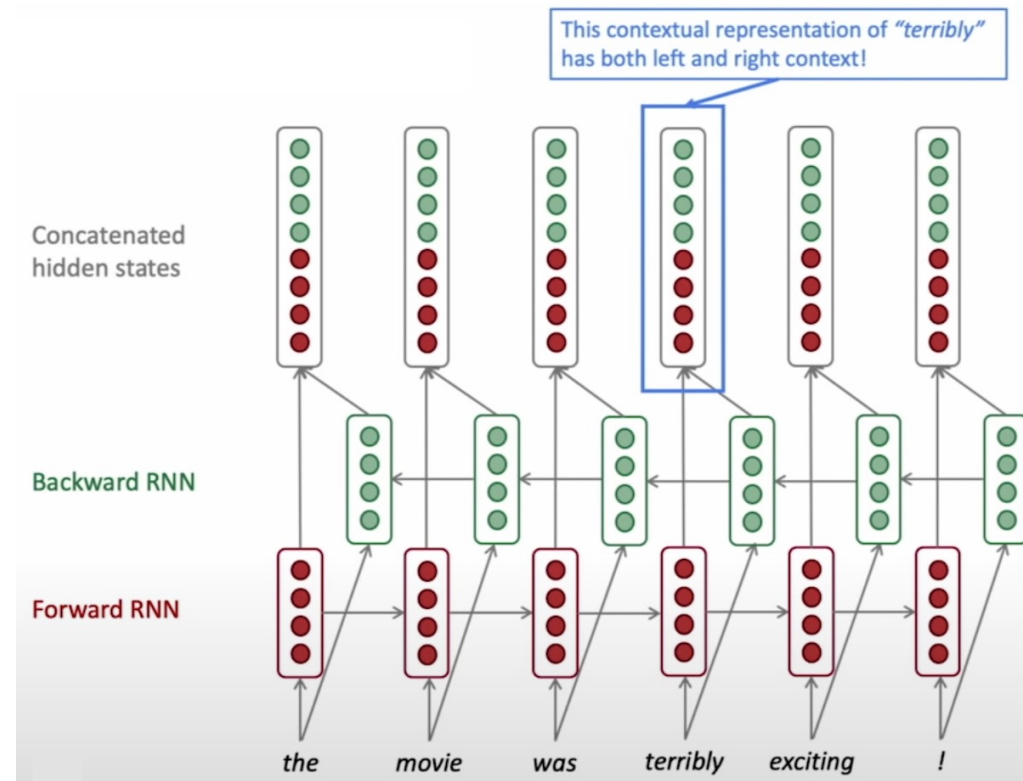 This contextual representation of “terribly”
has both left and right context!
Concatenated
hidden states
Backward RNN
Forward RNN
the movie was terribly exciting !